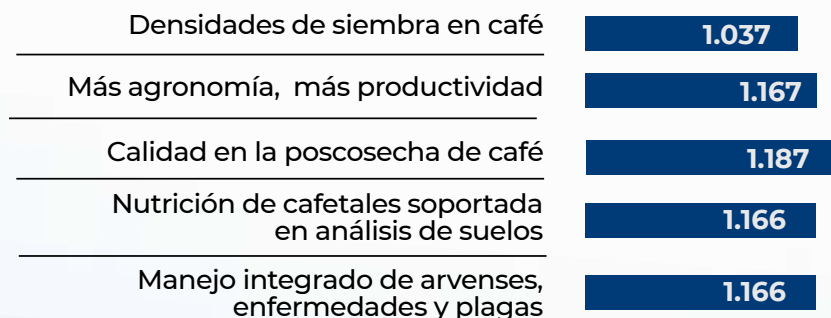 Densidades de siembra en café
1.037
Más agronomía, más productividad
1.167
Calidad en la poscosecha de café
1.187
Nutrición de cafetales soportada
en análisis de suelos
1.166
Manejo integrado de arvenses,
enfermedades y plagas
1.166